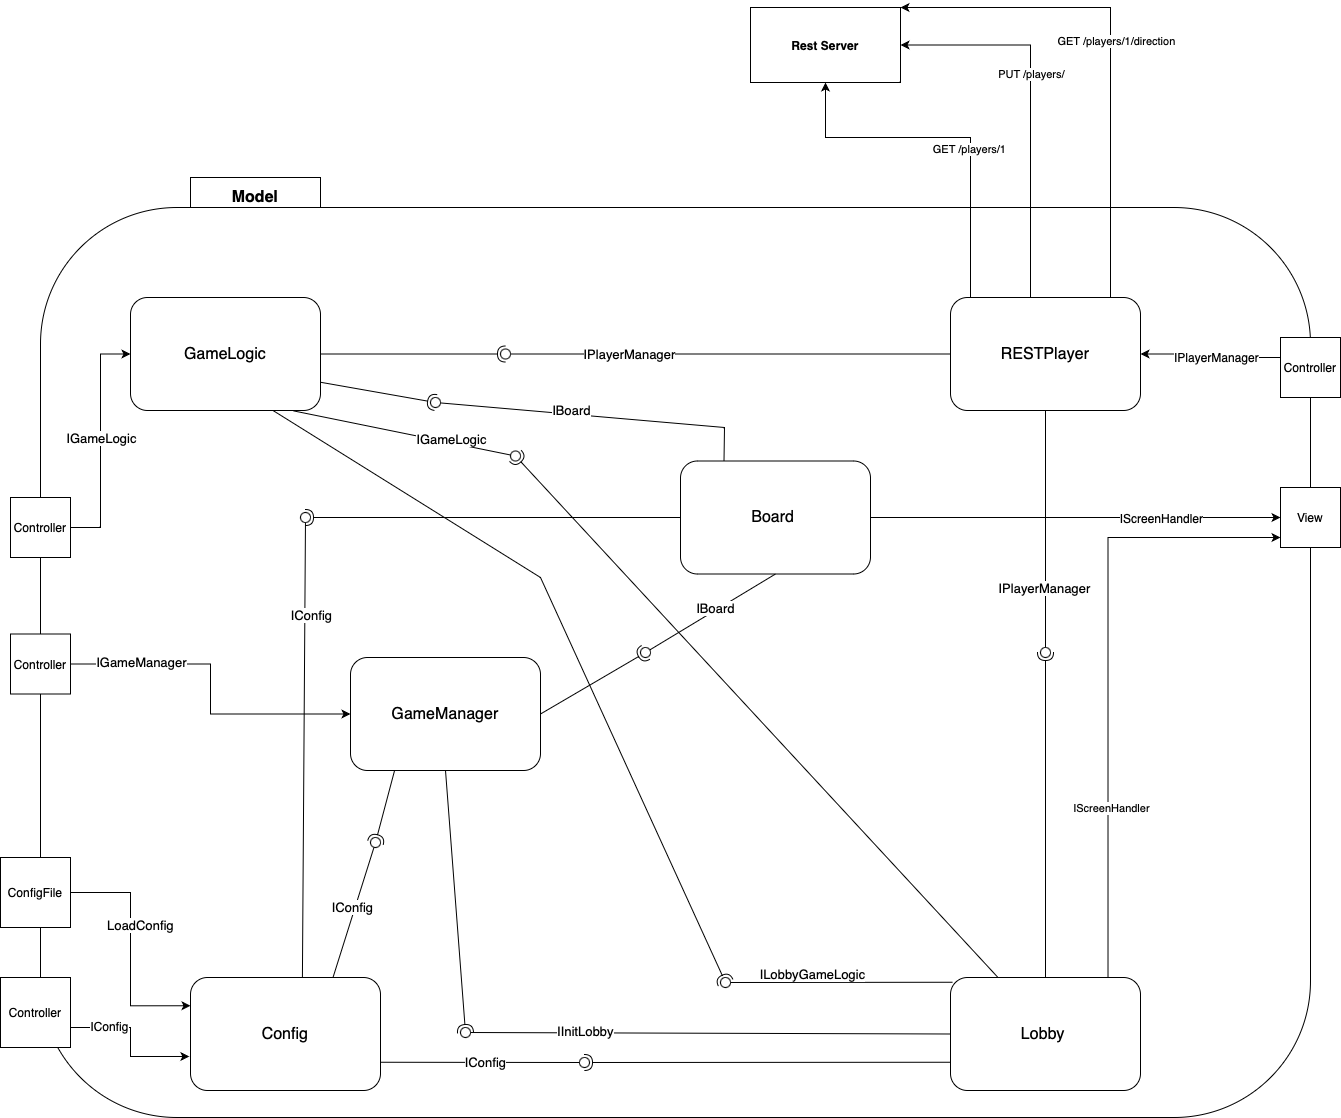 Rest Server
GET /players/1/direction
PUT /players/
GET /players/1
Model
GameLogic
IPlayerManager
RESTPlayer
IPlayerManager
Controller
IBoard
IGameLogic
IGameLogic
Controller
Board
IScreenHandler
View
IPlayerManager
IConfig
IBoard
Controller
IGameManager
GameManager
IScreenHandler
ConfigFile
IConfig
LoadConfig
ILobbyGameLogic
Controller
IConfig
Config
IInitLobby
Lobby
IConfig